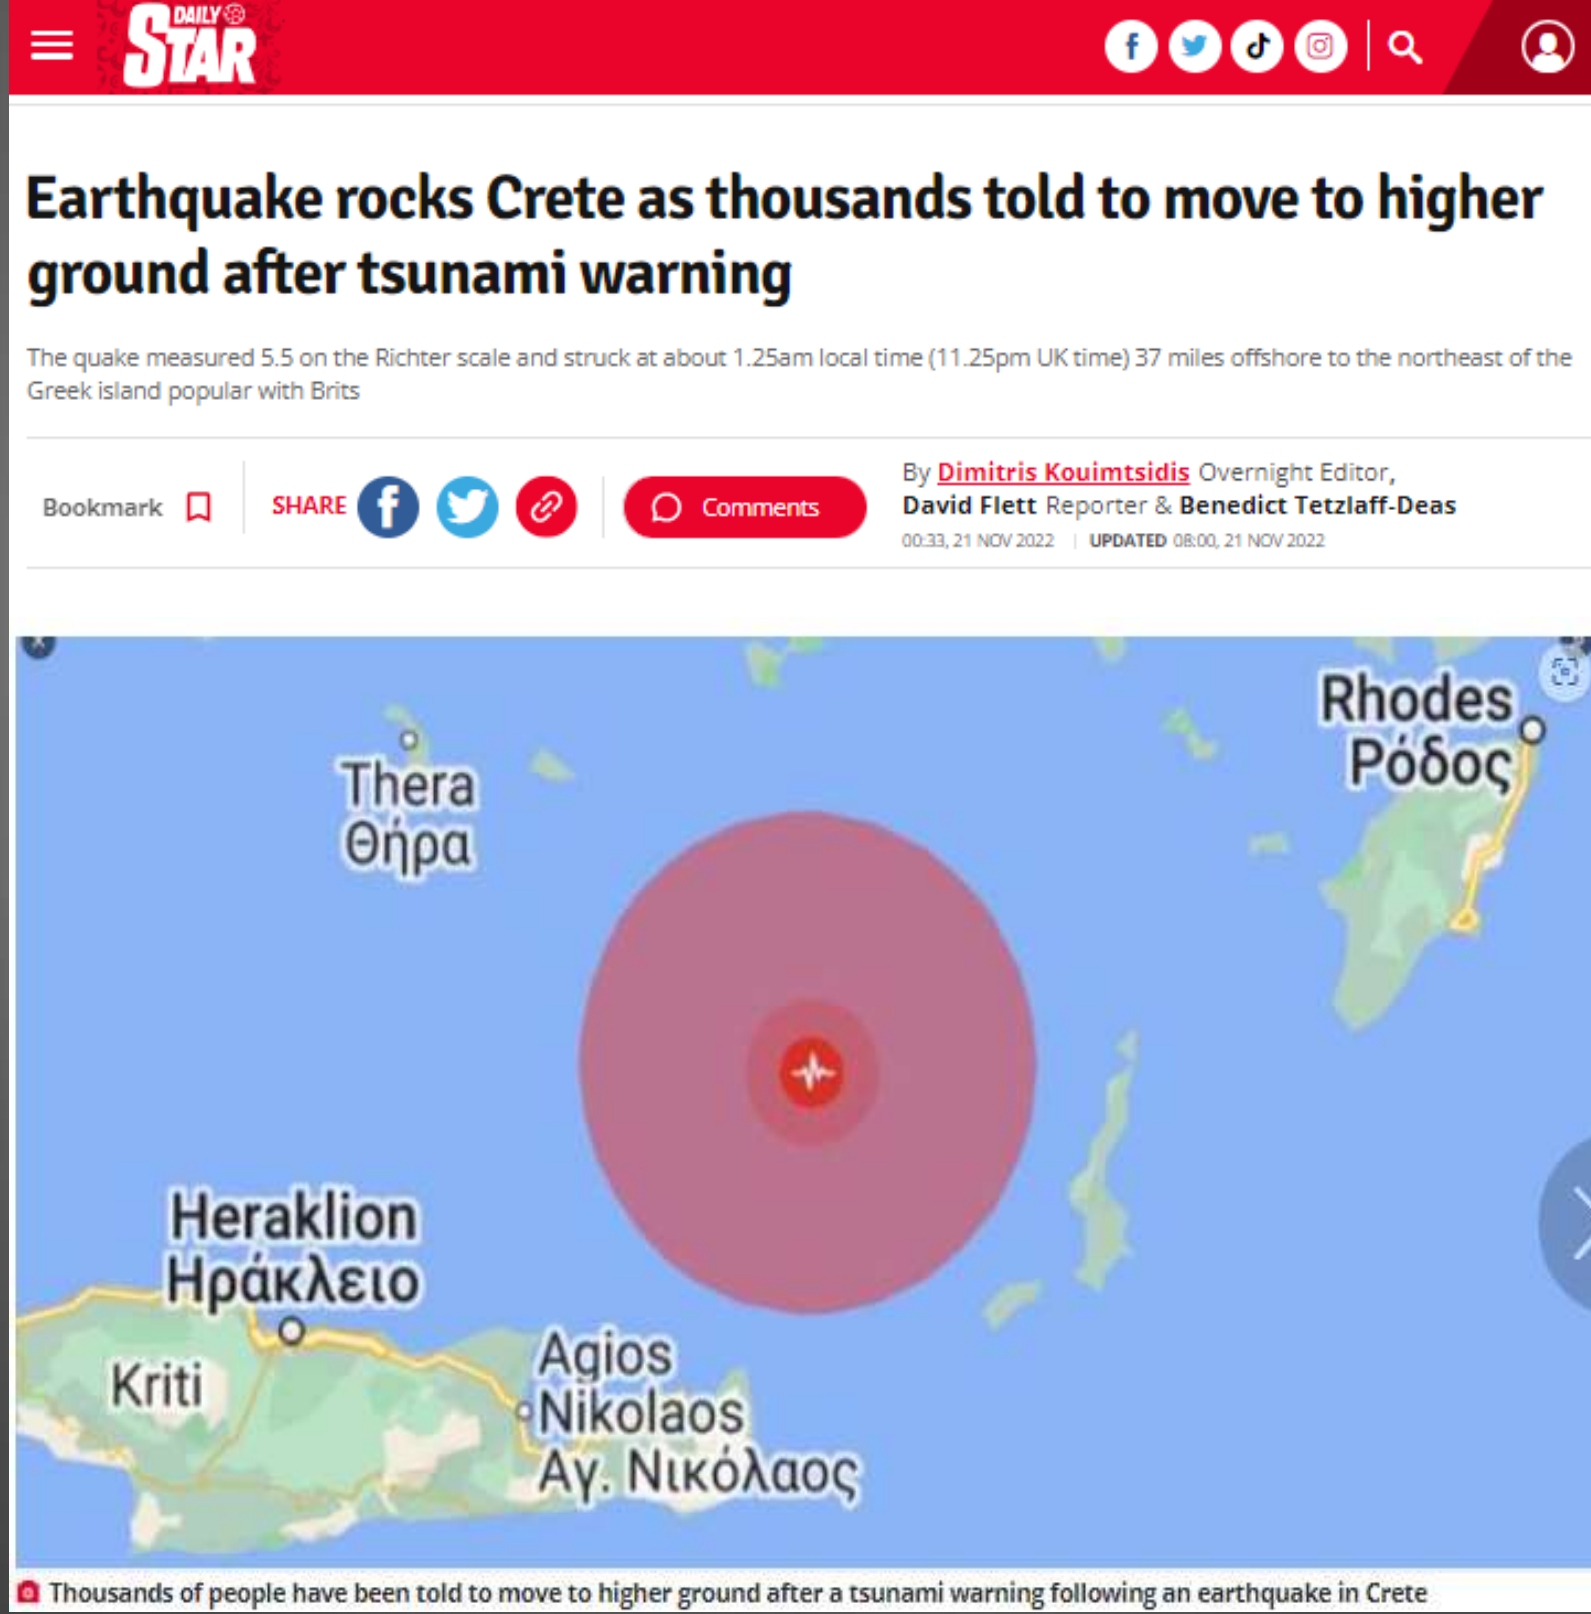 DAILY
STAR
Earthquake rocks Crete as thousands told to move to higher
ground after tsunami warning
The quake measured 5.5 on the Richter scale and struck at about 1.25am local time (11.25pm UK time) 37 miles offshore to the northeast of the
Greek island popular with Brits
Bookmark
SHARE
Comments
By Dimitris Kouimtsidis Overnight Editor,
David Flett Reporter & Benedict Tetzlaff-Deas
00:33, 21 NOV 2022 | UPDATED 08:00, 21 NOV 2022
Rhodes
Ρόδος
Thera
Θήρα
Heraklion
Ηράκλειο
Kriti
Agios
Nikolaos
Αγ. Νικόλαος
Thousands of people have been told to move to higher ground after a tsunami warning following an earthquake in Crete